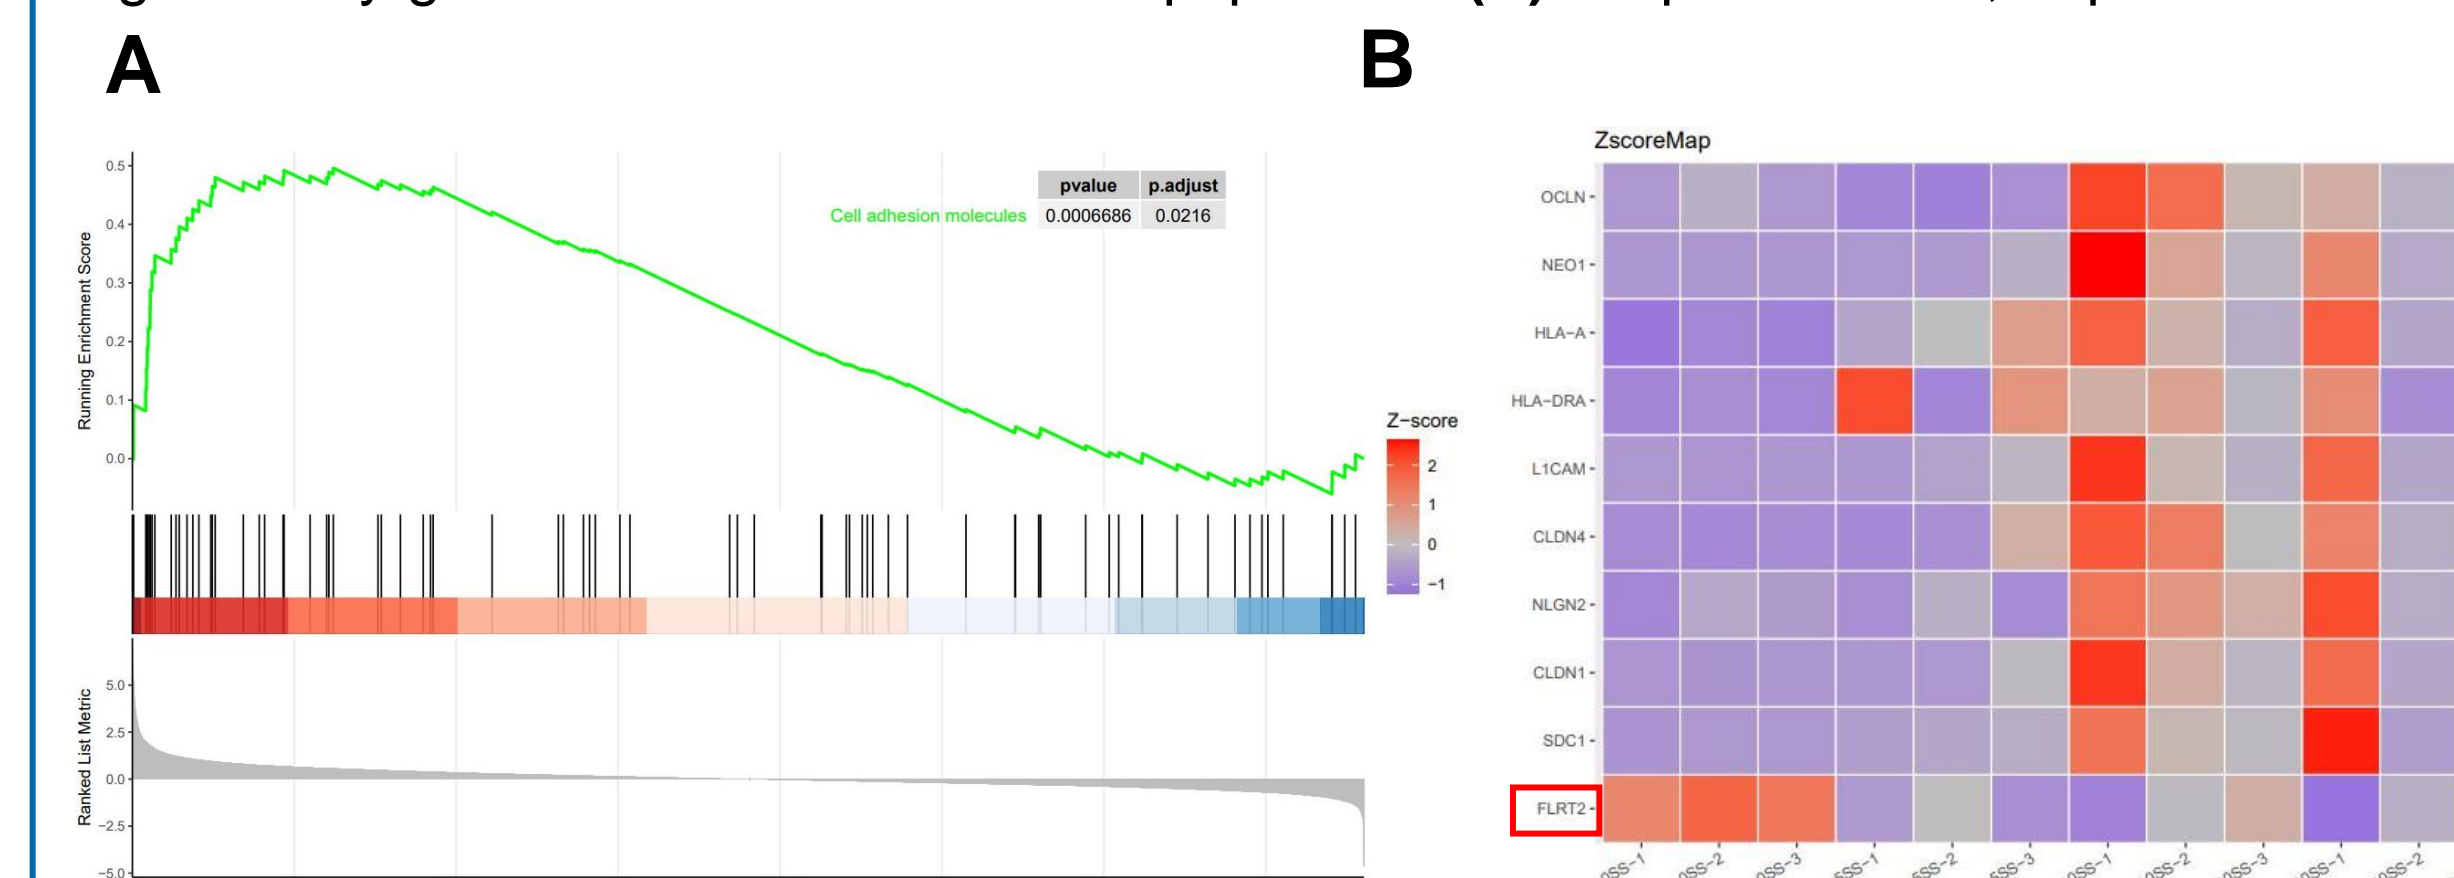 A
B
0.5
0.4
0.3
0.2
0.1
0.0
Running Enrichment Score
pvalue p.adjust
Cell adhesion molecules 0.0006686 0.0216
5.0
2.5
0.0
−2.5
−5.0
Ranked List Metric
Z−score
2
1
0
−1
ZscoreMap
OCLN
NEO1
HLA−A
HLA−DRA
L1CAM
CLDN4
NLGN2
CLDN1
SDC1
FLRT2